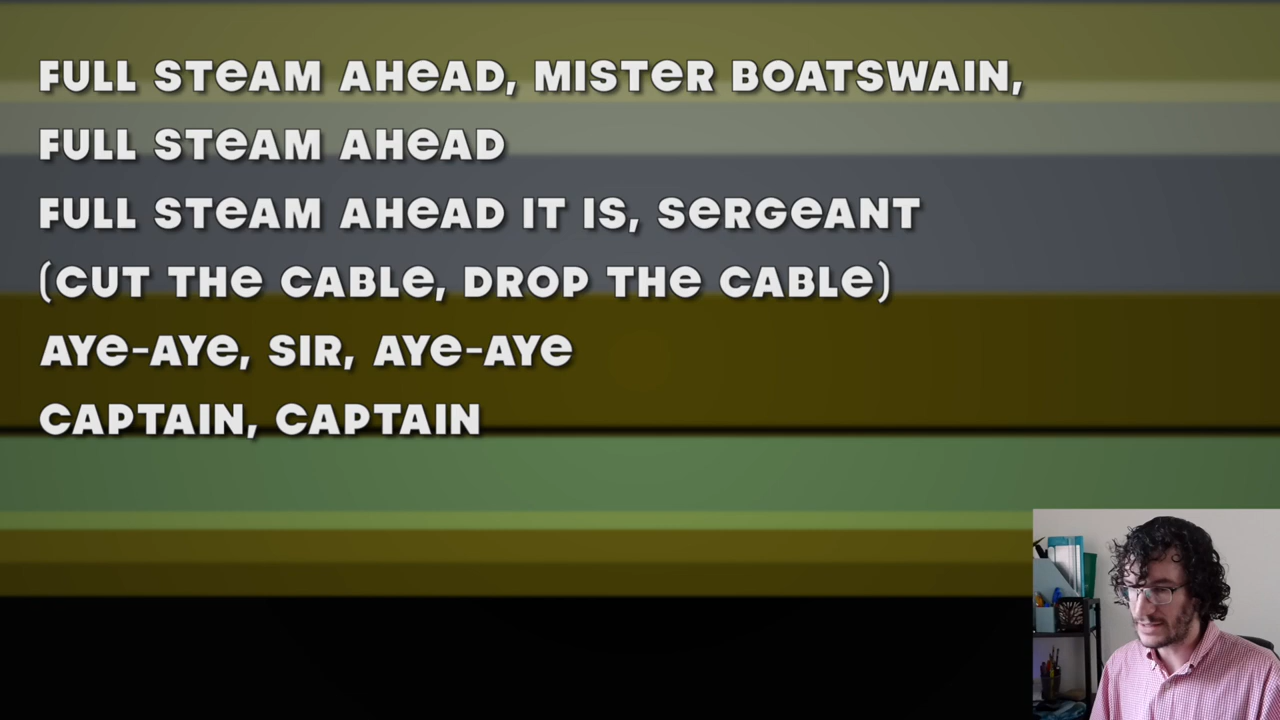 FULL STEAM AHEAD, MISTER BOATSWAIN,
FULL STEAM AHEAD
FULL STEAM AHEAD IT IS, SERGEANT
(CUT THE CABLE, DROP THE CABLE)
AYE-AYE, SIR, AYE-AYE
CAPTAIN, CAPTAIN